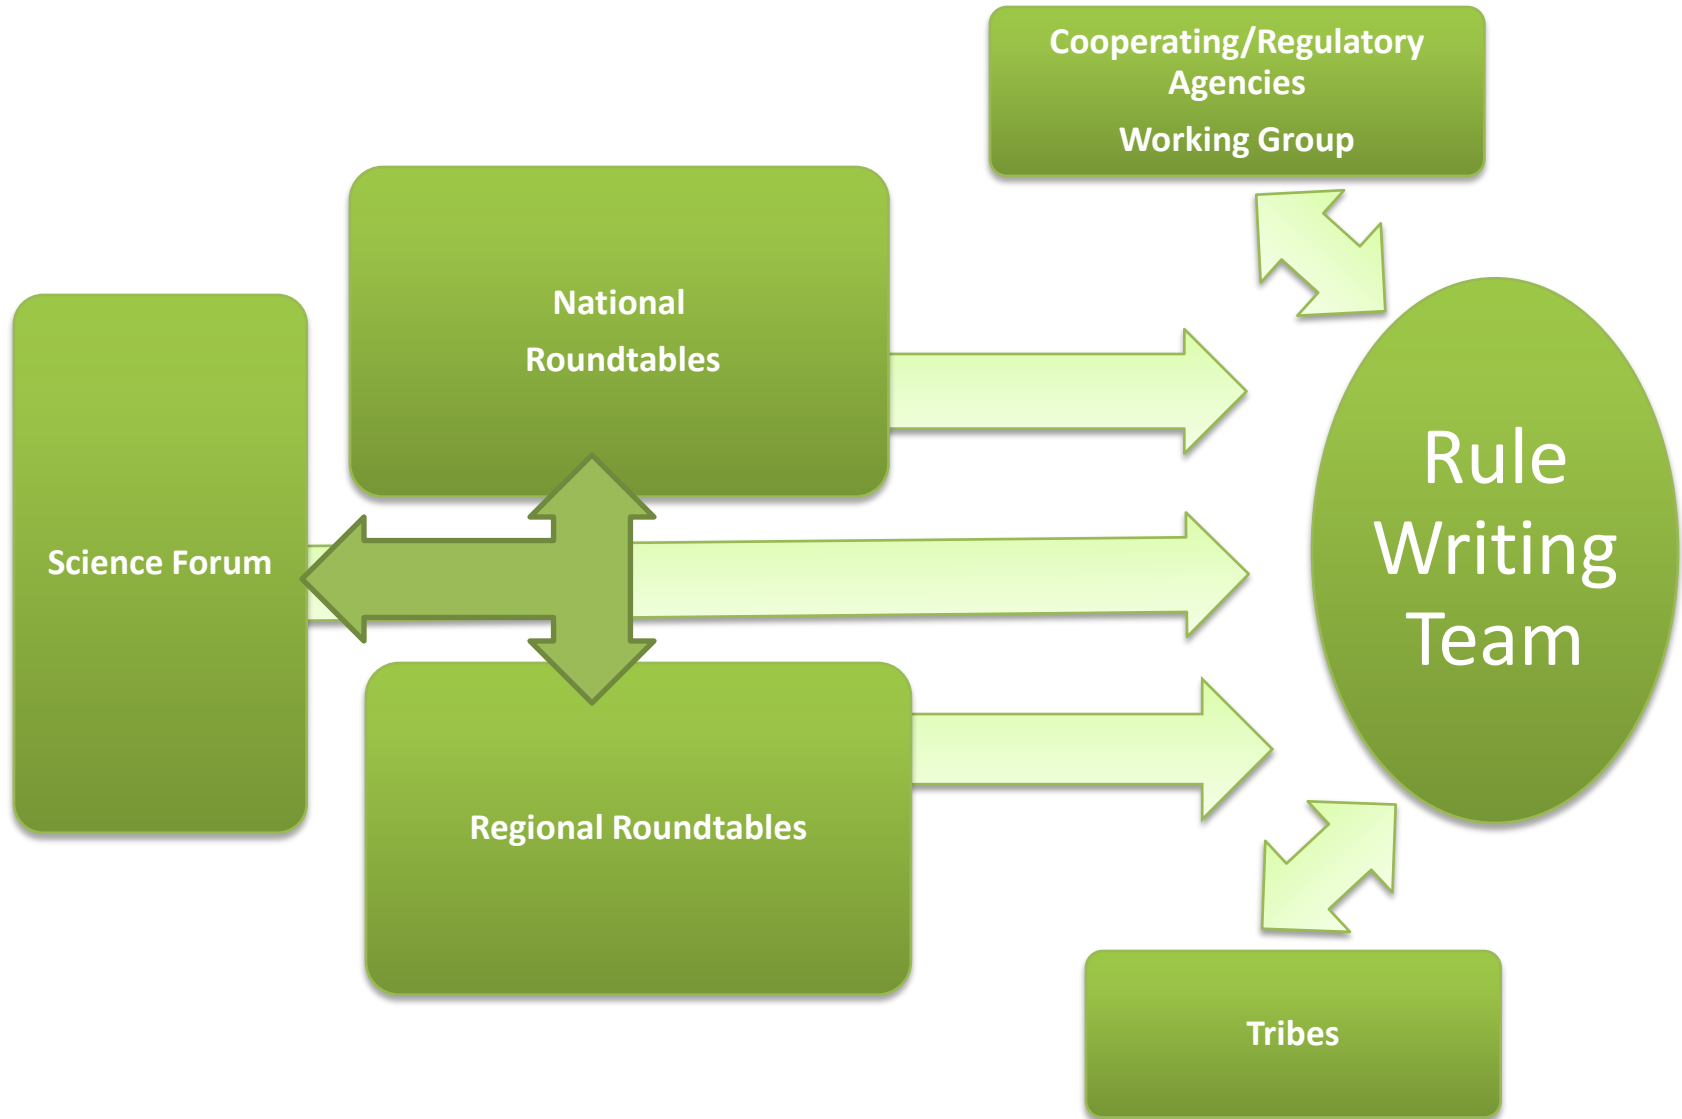 Cooperating/Regulatory
Agencies
Working Group
National
Roundtables
Science Forum
Rule
Writing
Team
Regional Roundtables
Tribes